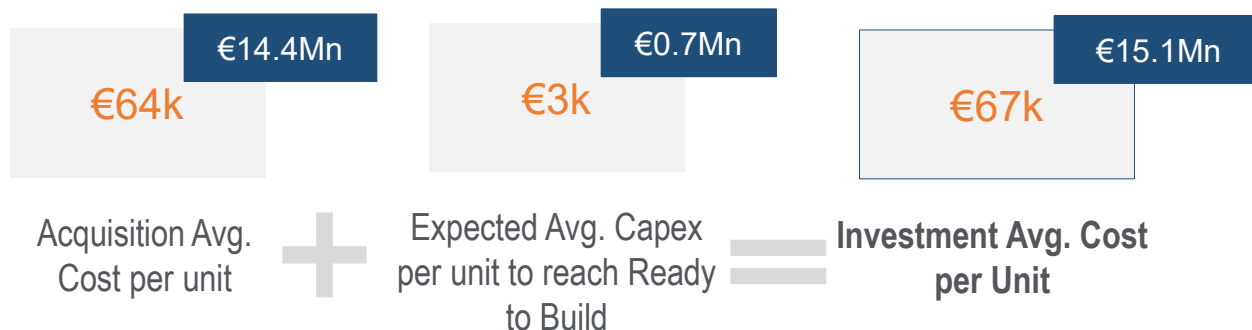 €14.4Mn
€64k
Acquisition Avg.
Cost per unit
+
€0.7Mn
€3k
Expected Avg. Capex
per unit to reach Ready
to Build
=
€15.1Mn
€67k
Investment Avg. Cost
per Unit